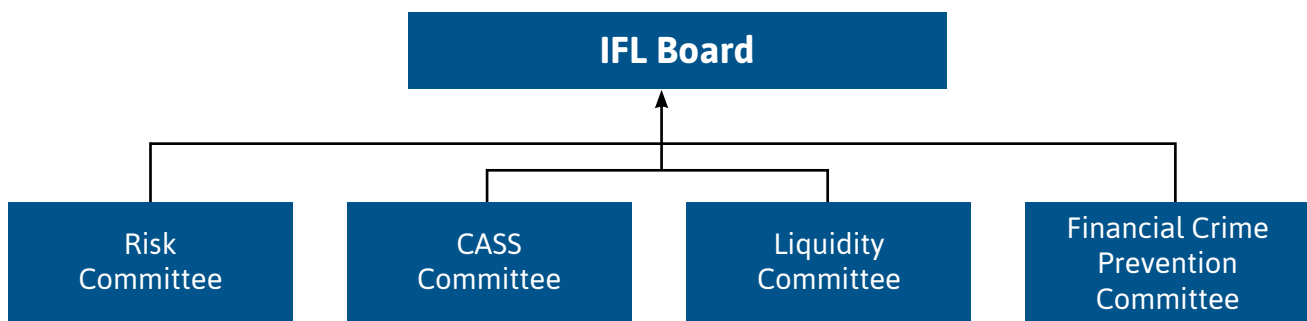 IFL Board
Risk
Committee
CASS
Committee
Liquidity
Committee
Financial Crime
Prevention
Committee